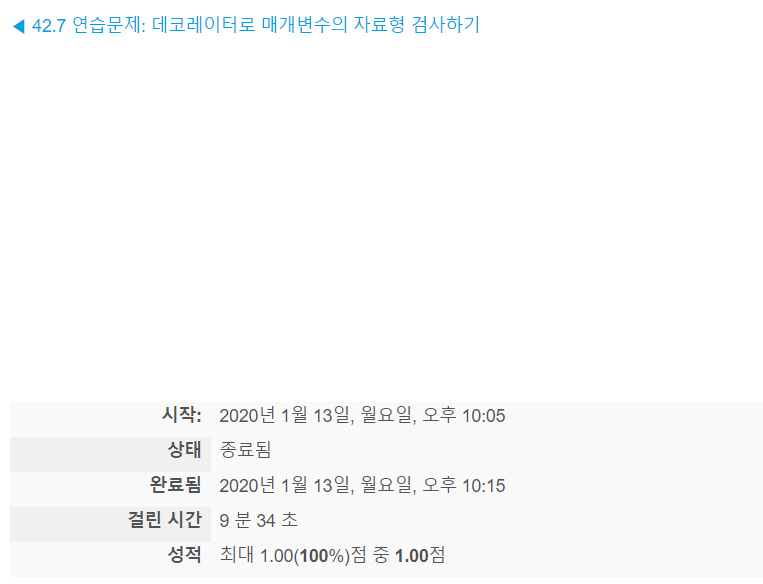 ◀ 42.7 연습문제: 데코레이터로 매개변수의 자료형 검사하기
시작: 2020년 1월 13일, 월요일, 오후 10:05
상태 종료됨
완료됨 2020년 1월 13일, 월요일, 오후 10:15
걸린 시간 9 분 34 초
성적 최대 1.00(100%)점 중 1.00점